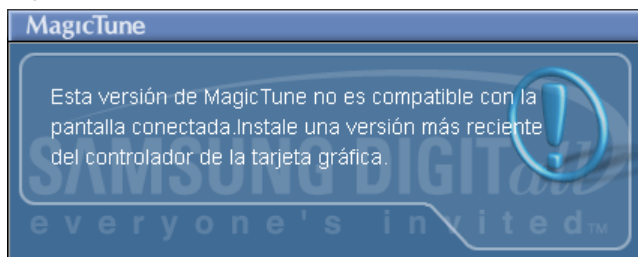 MagicTune
Esta versión de MagicTune no es compatible con la
pantalla conectada.Instale una versión más reciente
del controlador de la tarjeta gráfica.
SAMSUNG DIGITall
everyone's invited™